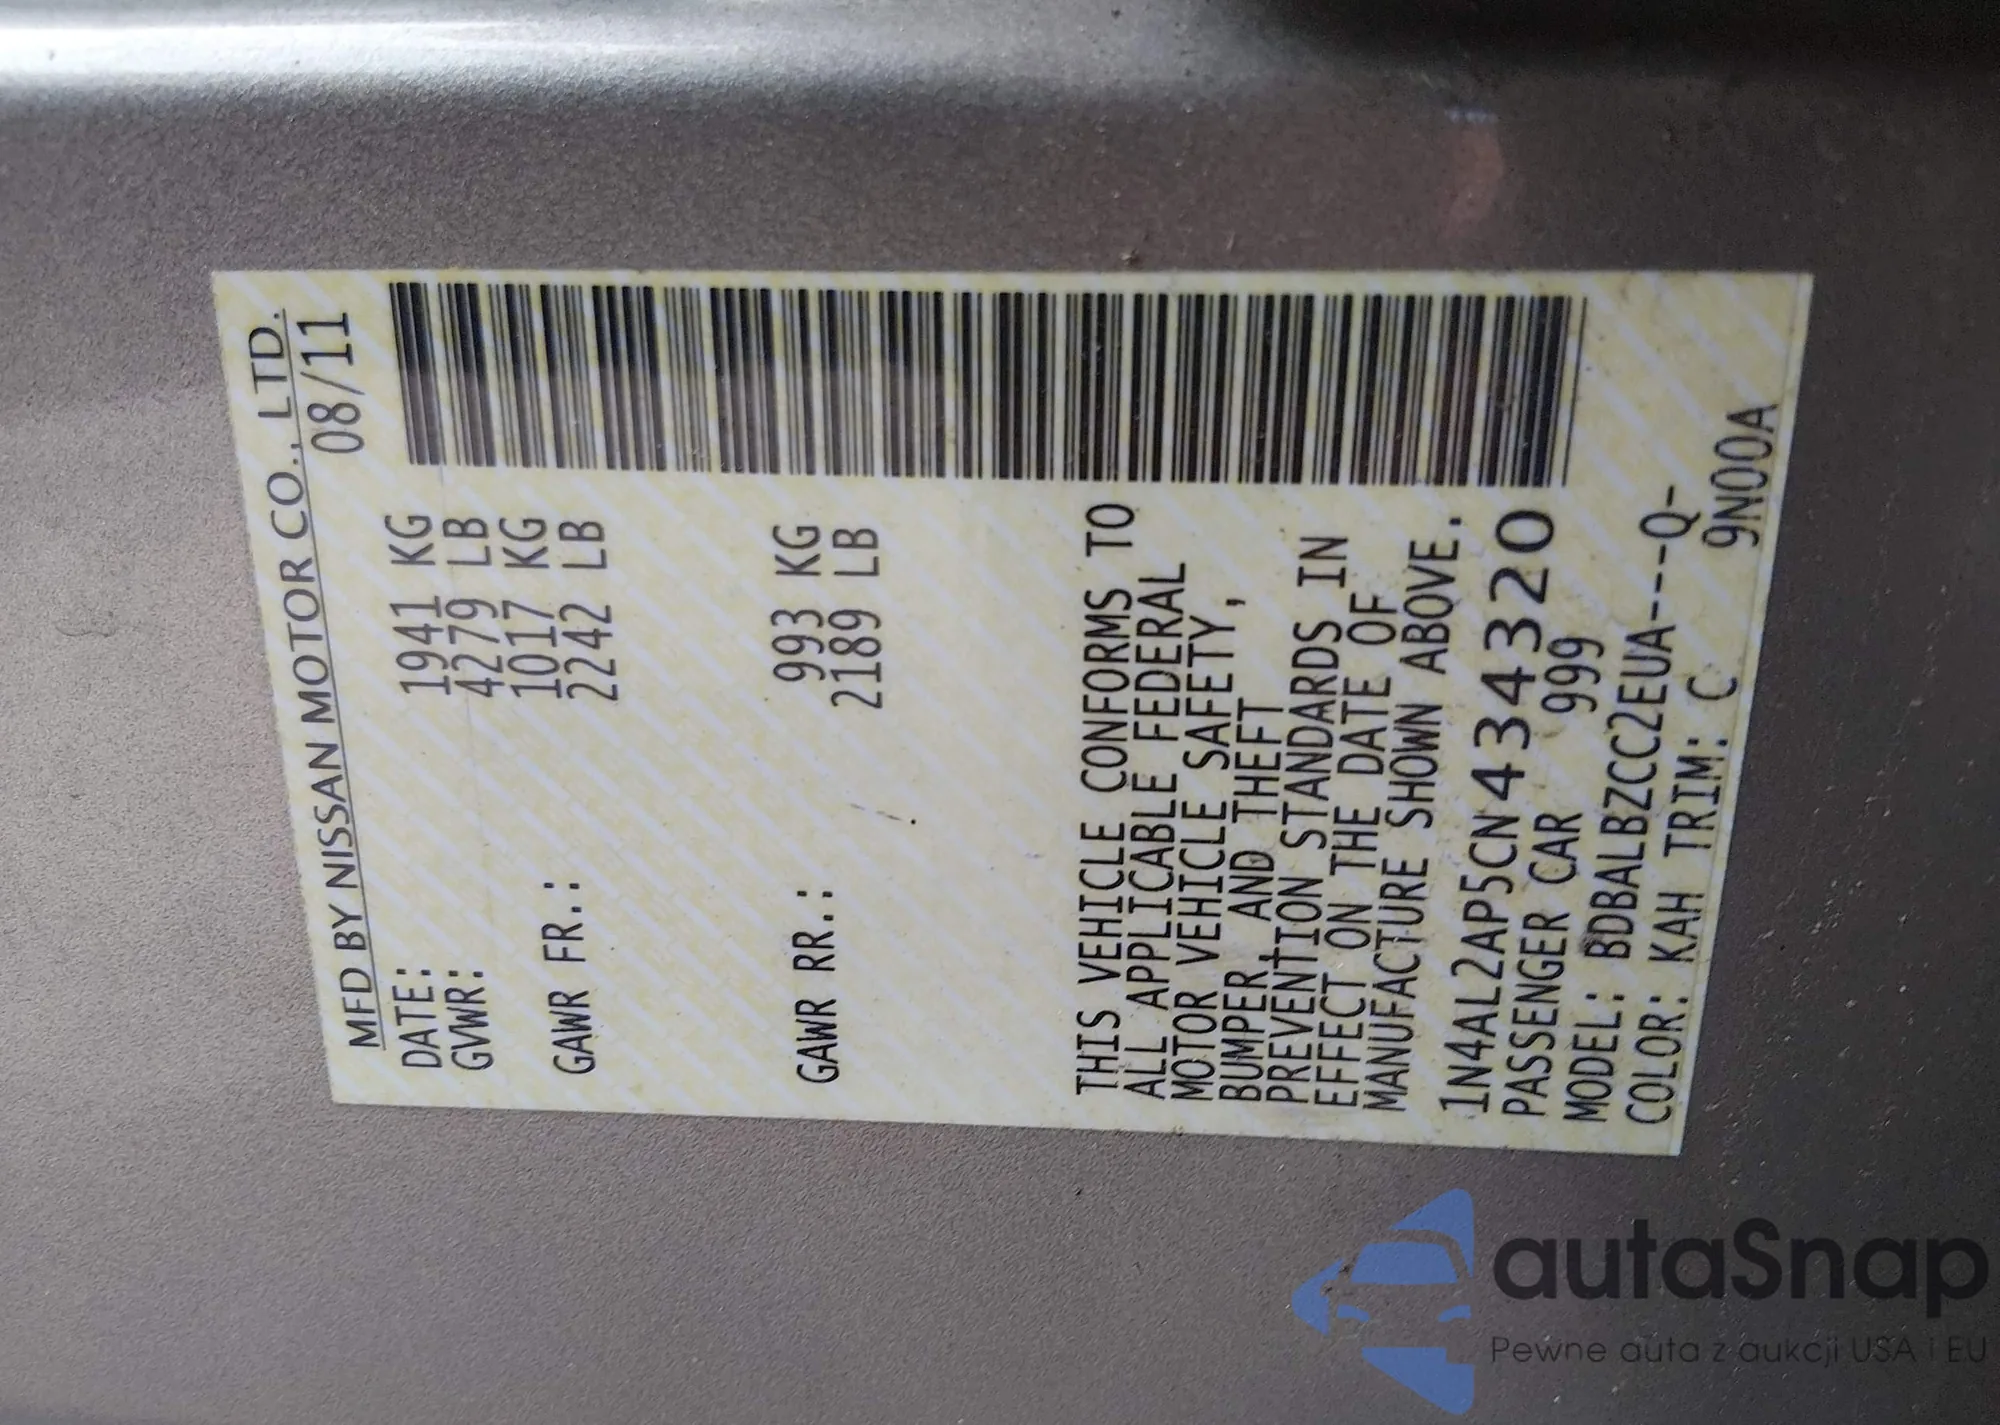 MFD BY NISSAN MOTOR CO., LTD.
DATE: 08/11
GVWR: 1941 KG
4279 LB
GAWR FR.: 1017 KG
2242 LB
GAWR RR.: 993 KG
2189 LB
THIS VEHICLE CONFORMS TO
ALL APPLICABLE FEDERAL
MOTOR VEHICLE SAFETY,
BUMPER, AND THEFT
PREVENTION STANDARDS IN
EFFECT ON THE DATE OF
MANUFACTURE SHOWN ABOVE.
1N4AL2AP5CN434320
PASSENGER CAR 999
MODEL: BDBALBZCC2EUA----Q-
COLOR: KAH TRIM: C 9N00A
autaSnap
Pewne auta z aukcji USA i EU